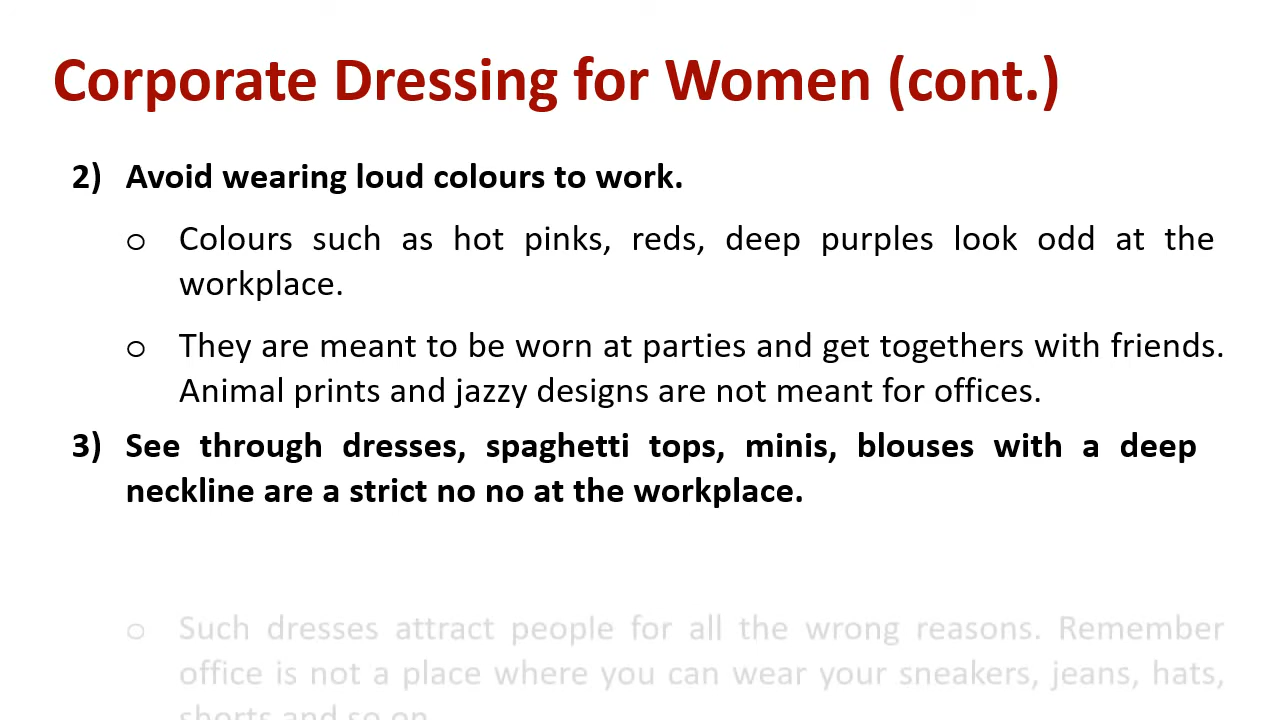 Corporate Dressing for Women (cont.)
2) Avoid wearing loud colours to work.
o Colours such as hot pinks, reds, deep purples look odd at the
workplace.
o They are meant to be worn at parties and get togethers with friends.
Animal prints and jazzy designs are not meant for offices.
3) See through dresses, spaghetti tops, minis, blouses with a deep
neckline are a strict no no at the workplace.
o Such dresses attract people for all the wrong reasons. Remember
office is not a place where you can wear your sneakers, jeans, hats,
shorts and so on.